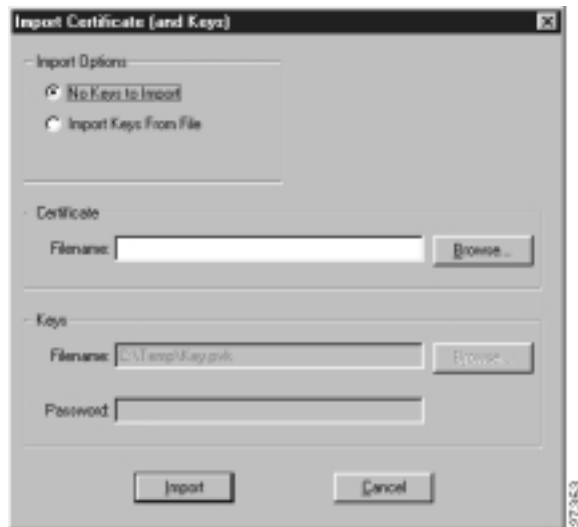 Import Certificate (and Keys)
Import Options
No Keys to Import
Import Keys From File
Certificate
Filename: Browse...
Keys
Filename: C:\Temp\Key.pvk Browse...
Password:
Import Cancel
27353